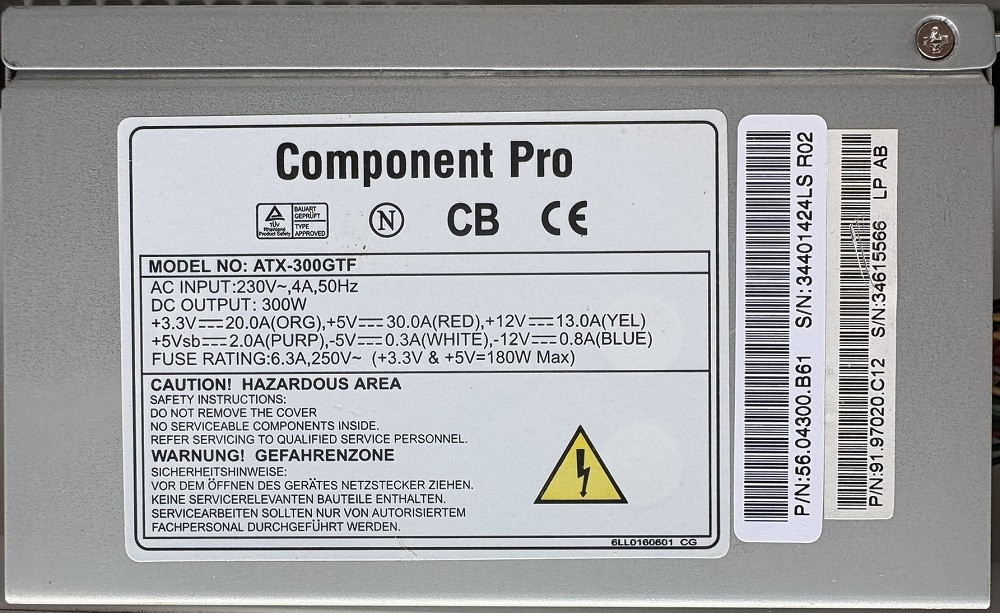 Component Pro
TÜV Rheinland Product Safety
BAUART GEPRÜFT
TYPE APPROVED
N
CB
CE
MODEL NO: ATX-300GTF
AC INPUT:230V~,4A,50Hz
DC OUTPUT: 300W
+3.3V⎓20.0A(ORG),+5V⎓30.0A(RED),+12V⎓13.0A(YEL)
+5Vsb⎓2.0A(PURP),-5V⎓0.3A(WHITE),-12V⎓0.8A(BLUE)
FUSE RATING:6.3A,250V~ (+3.3V & +5V=180W Max)
CAUTION! HAZARDOUS AREA
SAFETY INSTRUCTIONS:
DO NOT REMOVE THE COVER
NO SERVICEABLE COMPONENTS INSIDE.
REFER SERVICING TO QUALIFIED SERVICE PERSONNEL.
WARNUNG! GEFAHRENZONE
SICHERHEITSHINWEISE:
VOR DEM ÖFFNEN DES GERÄTES NETZSTECKER ZIEHEN.
KEINE SERVICERELEVANTEN BAUTEILE ENTHALTEN.
SERVICEARBEITEN SOLLTEN NUR VON AUTORISIERTEM
FACHPERSONAL DURCHGEFÜHRT WERDEN.
6LL0160601 CG
P/N:56.04300.B61 S/N:34401424LS R02
P/N:91.97020.C12 S/N:34615566 LP AB